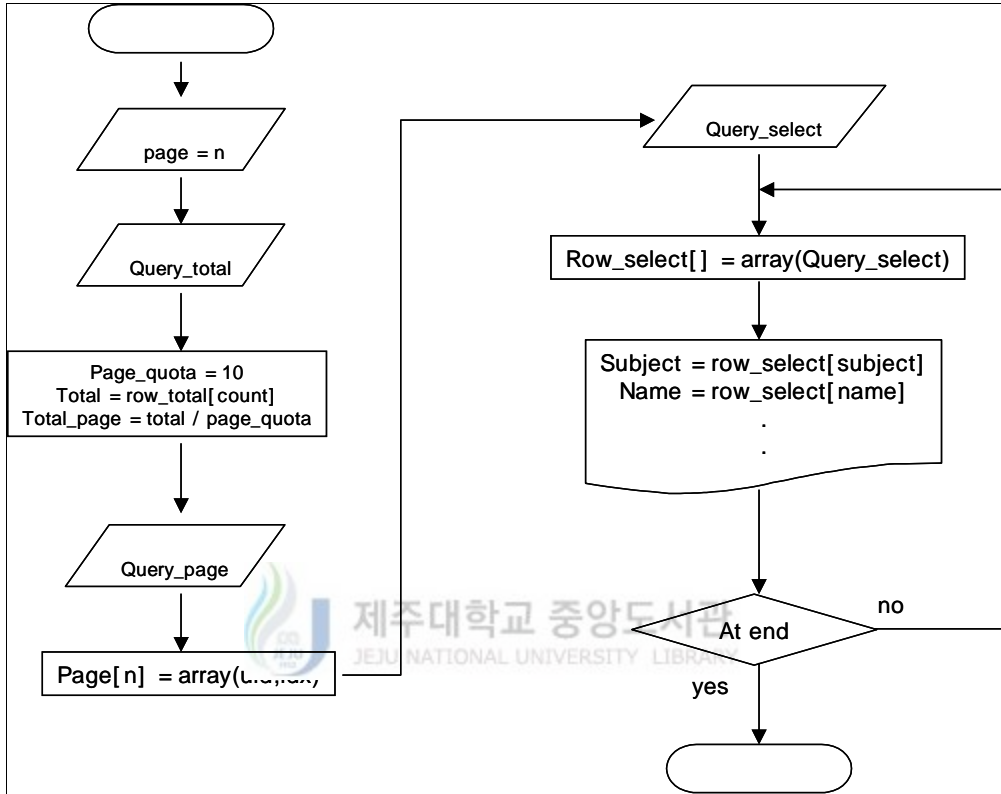 page = n
Query_total
Page_quota = 10
Total = row_total[count]
Total_page = total / page_quota
Query_page
Page[n] = array(
Query_select
Row_select[] = array(Query_select)
Subject = row_select[subject]
Name = row_select[name]
.
.
At end
no
yes
제주대학교 중앙도서관
JEJU NATIONAL UNIVERSITY LIBRARY